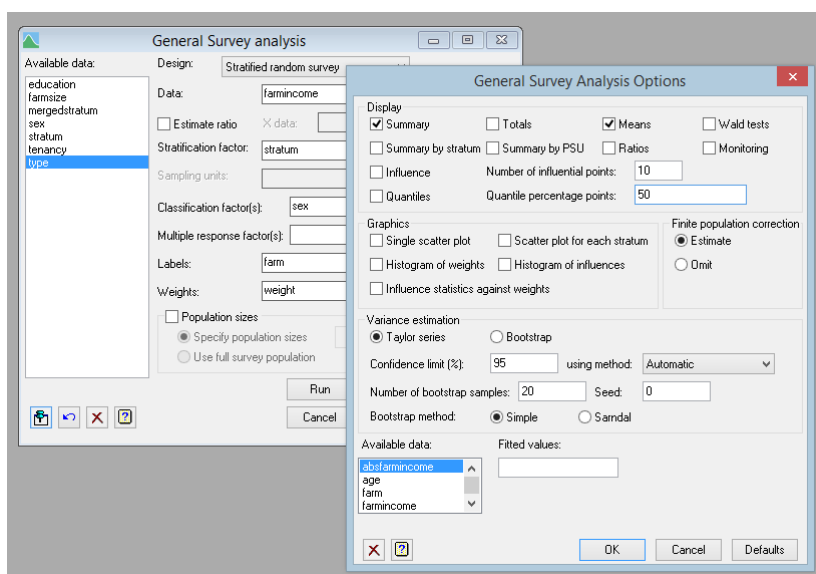 General Survey analysis
Available data:
education
farmsize
mergedstratum
sex
stratum
tenancy
type
Design: Stratified random survey
Data: farmincome
Estimate ratio X data:
Stratification factor: stratum
Sampling units:
Classification factor(s): sex
Multiple response factor(s):
Labels: farm
Weights: weight
Population sizes
Specify population sizes
Use full survey population
Run
Cancel
General Survey Analysis Options
Display
Summary Totals Means Wald tests
Summary by stratum Summary by PSU Ratios Monitoring
Influence Number of influential points: 10
Quantiles Quantile percentage points: 50
Graphics
Single scatter plot Scatter plot for each stratum
Histogram of weights Histogram of influences
Influence statistics against weights
Finite population correction
Estimate
Omit
Variance estimation
Taylor series Bootstrap
Confidence limit (%): 95 using method: Automatic
Number of bootstrap samples: 20 Seed: 0
Bootstrap method: Simple Sarndal
Available data: Fitted values:
absfarmincome
age
farm
farmincome
OK Cancel Defaults